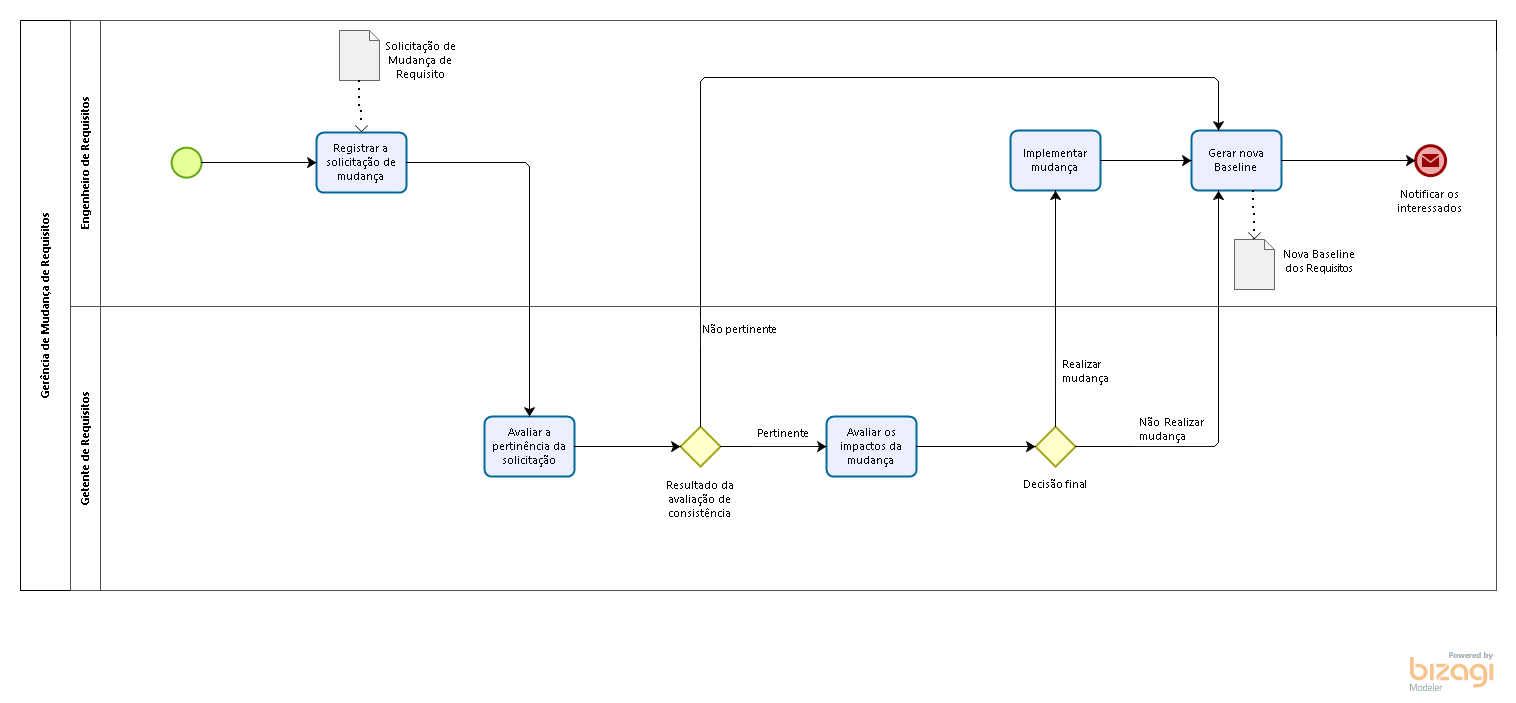 Gerência de Mudança de Requisitos
Engenheiro de Requisitos
Solicitação de
Mudança de
Requisito
Registrar a
solicitação de
mudança
Implementar
mudança
Gerar nova
Baseline
Notificar os
interessados
Nova Baseline
dos Requisitos
Getente de Requisitos
Não pertinente
Realizar
mudança
Não Realizar
mudança
Avaliar a
pertinência da
solicitação
Pertinente
Avaliar os
impactos da
mudança
Resultado da
avaliação de
consistência
Decisão final
Powered by
bizagi
Modeler